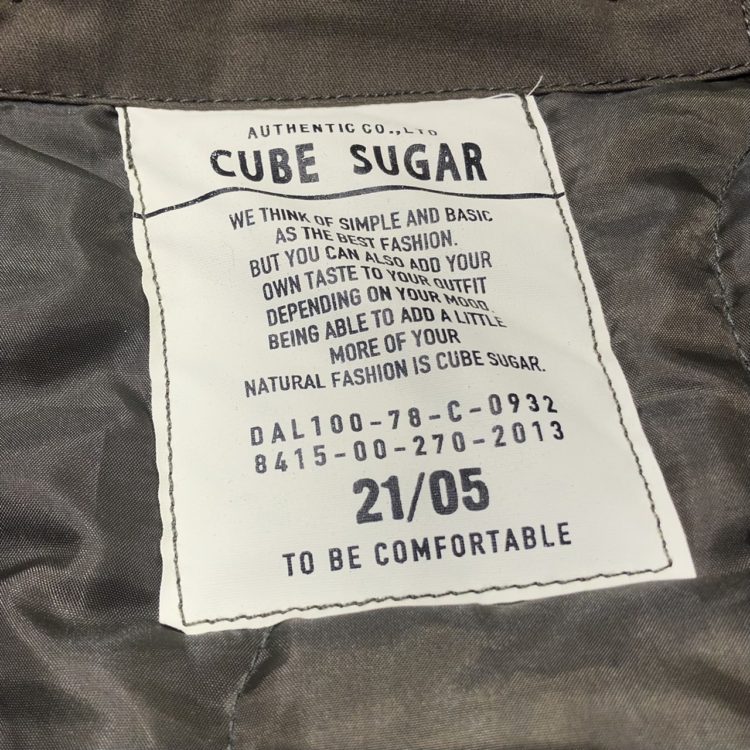 AUTHENTIC CO.,LTD
CUBE SUGAR
WE THINK OF SIMPLE AND BASIC
AS THE BEST FASHION.
BUT YOU CAN ALSO ADD YOUR
OWN TASTE TO YOUR OUTFIT
DEPENDING ON YOUR MOOD.
BEING ABLE TO ADD A LITTLE
MORE OF YOUR
NATURAL FASHION IS CUBE SUGAR.
DAL100-78-C-0932
8415-00-270-2013
21/05
TO BE COMFORTABLE